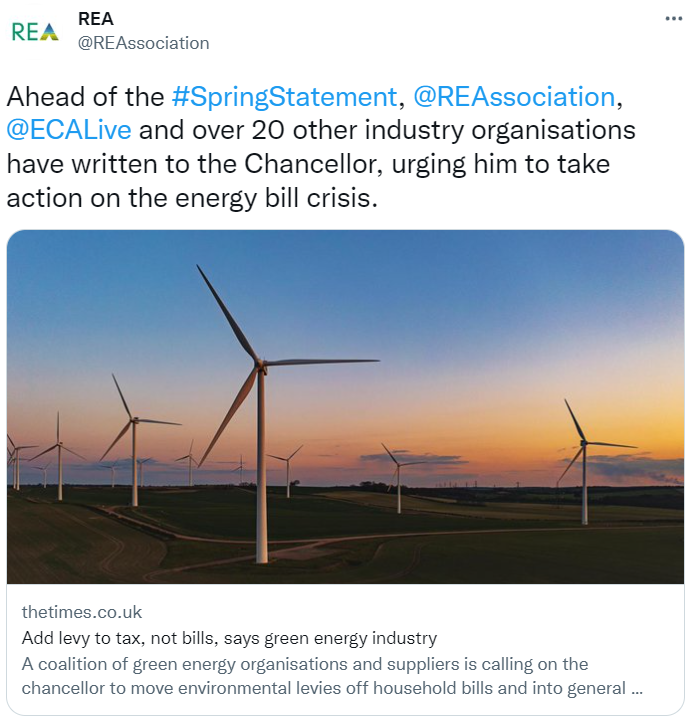 REA
REA
@REAssociation
Ahead of the #SpringStatement, @REAssociation,
@ECALive and over 20 other industry organisations
have written to the Chancellor, urging him to take
action on the energy bill crisis.
thetimes.co.uk
Add levy to tax, not bills, says green energy industry
A coalition of green energy organisations and suppliers is calling on the
chancellor to move environmental levies off household bills and into general ...